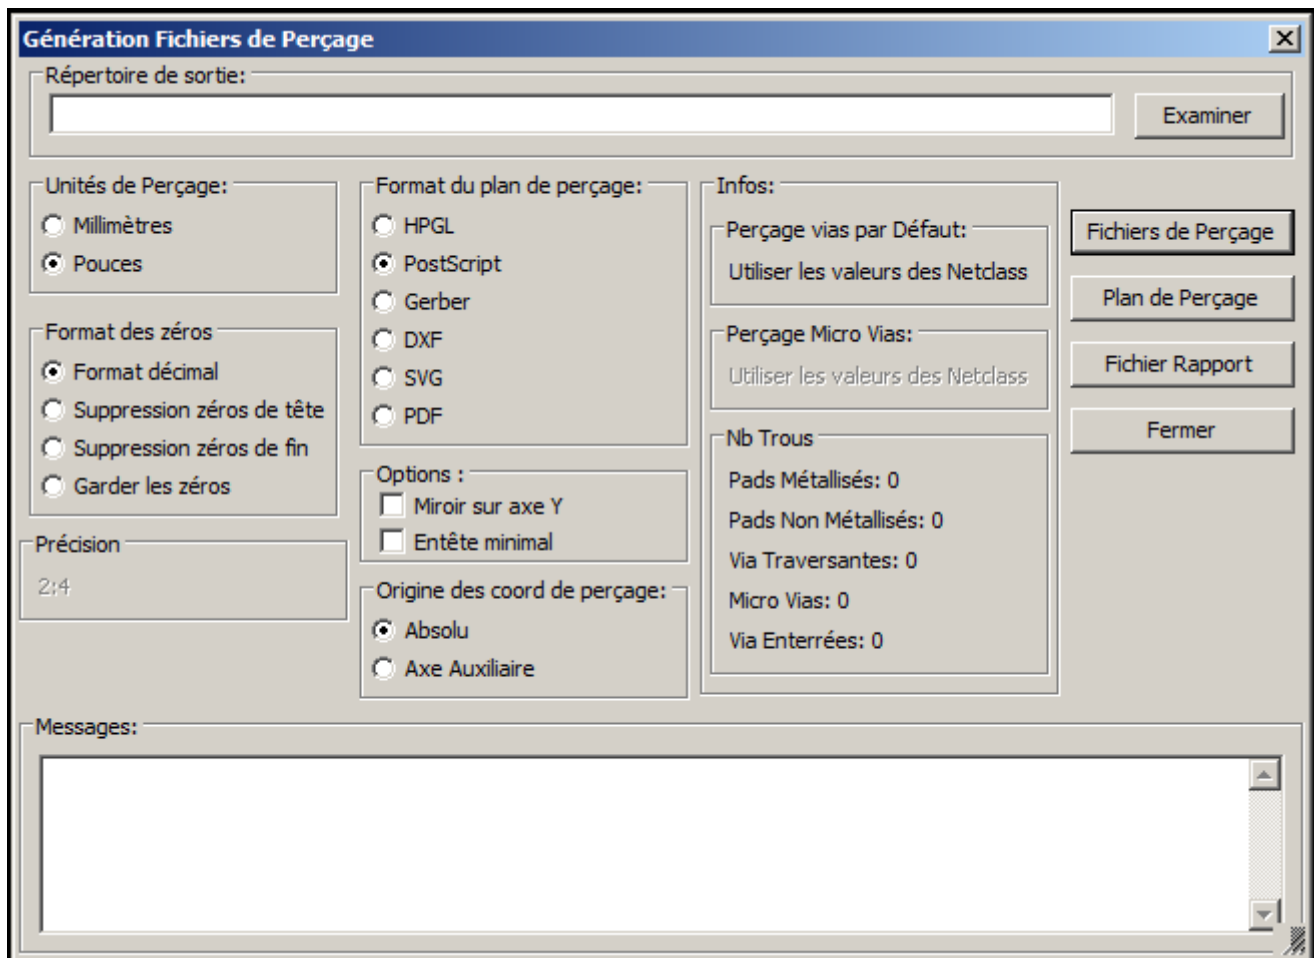 Génération Fichiers de Perçage
Répertoire de sortie:
Examiner
Unités de Perçage:
Millimètres
Pouces
Format des zéros
Format décimal
Suppression zéros de tête
Suppression zéros de fin
Garder les zéros
Précision
2:4
Format du plan de perçage:
HPGL
PostScript
Gerber
DXF
SVG
PDF
Options :
Miroir sur axe Y
Entête minimal
Origine des coord de perçage:
Absolu
Axe Auxiliaire
Infos:
Perçage vias par Défaut:
Utiliser les valeurs des Netclass
Perçage Micro Vias:
Utiliser les valeurs des Netclass
Nb Trous
Pads Métallisés: 0
Pads Non Métallisés: 0
Via Traversantes: 0
Micro Vias: 0
Via Enterrées: 0
Fichiers de Perçage
Plan de Perçage
Fichier Rapport
Fermer
Messages: